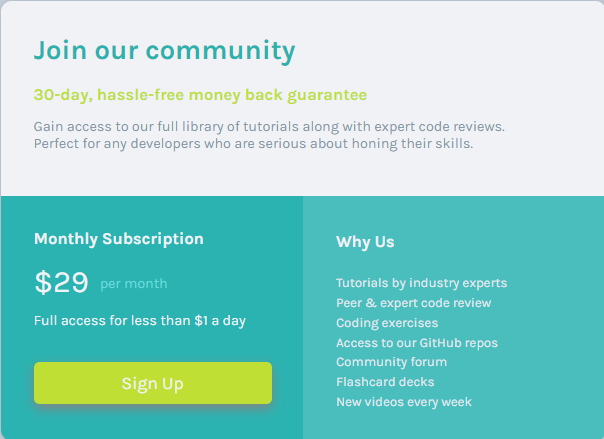 Join our community
30-day, hassle-free money back guarantee
Gain access to our full library of tutorials along with expert code reviews.
Perfect for any developers who are serious about honing their skills.
Monthly Subscription
$29 per month
Full access for less than $1 a day
Sign Up
Why Us
Tutorials by industry experts
Peer & expert code review
Coding exercises
Access to our GitHub repos
Community forum
Flashcard decks
New videos every week